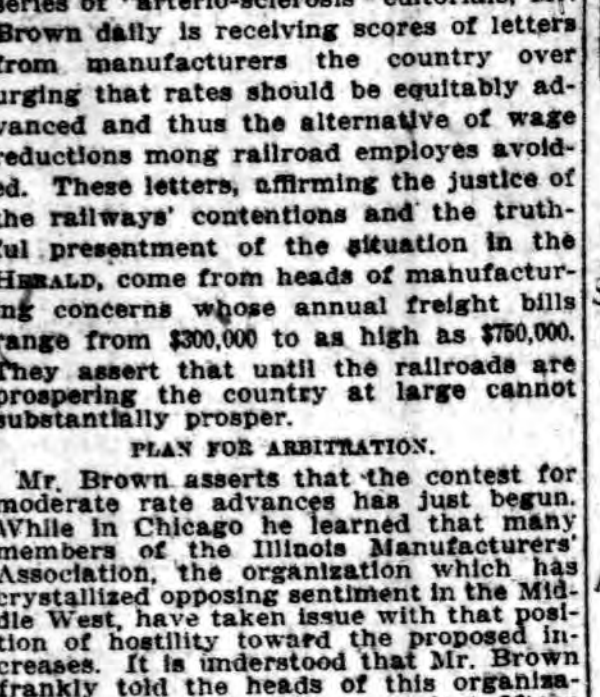 series of "arterio-sclerosis" editorials,
Brown daily is receiving scores of letters
from manufacturers the country over
urging that rates should be equitably ad-
vanced and thus the alternative of wage
reductions mong railroad employes avoid-
ed. These letters, affirming the justice of
the railways' contentions and the truth-
ful presentment of the situation in the
HERALD, come from heads of manufactur-
ing concerns whose annual freight bills
range from $300,000 to as high as $750,000.
They assert that until the railroads are
prospering the country at large cannot
substantially prosper.
PLAN FOR ARBITRATION.
Mr. Brown asserts that the contest for
moderate rate advances has just begun.
While in Chicago he learned that many
members of the Illinois Manufacturers'
Association, the organization which has
crystallized opposing sentiment in the Mid-
dle West, have taken issue with that posi-
tion of hostility toward the proposed in-
creases. It is understood that Mr. Brown
frankly told the heads of this organiza-